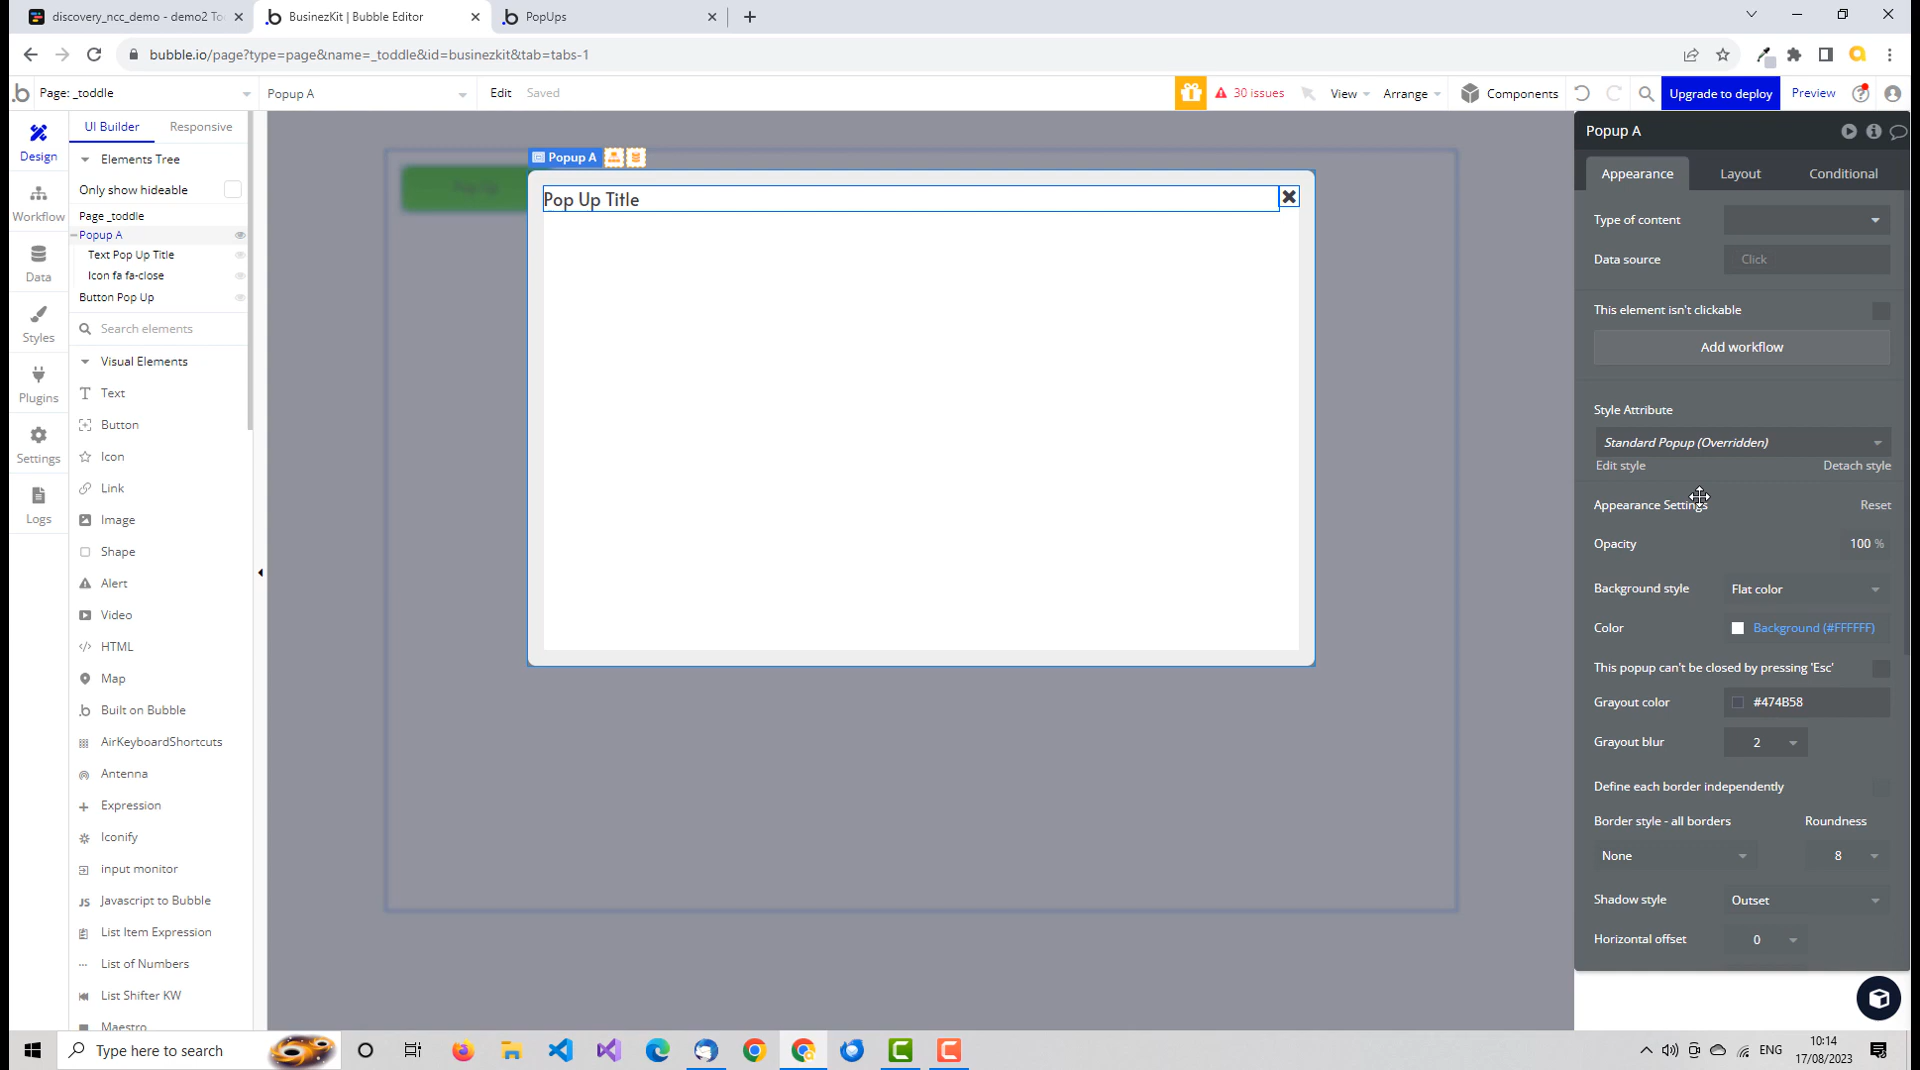 discovery_ncc_demo - demo2 To
BusinezKit | Bubble Editor
PopUps
bubble.io/page?type=page&name=_toddle&id=businezkit&tab=tabs-1
Page: _toddle
Popup A
Edit
Saved
30 issues
View
Arrange
Components
Upgrade to deploy
Preview
Design
Workflow
Data
Styles
Plugins
Settings
Logs
UI Builder
Responsive
Elements Tree
Only show hideable
Page _toddle
Popup A
Text Pop Up Title
Icon fa fa-close
Button Pop Up
Search elements
Visual Elements
Text
Button
Icon
Link
Image
Shape
Alert
Video
HTML
Map
Built on Bubble
AirKeyboardShortcuts
Antenna
Expression
Iconify
input monitor
JS Javascript to Bubble
List Item Expression
List of Numbers
List Shifter KW
Maestro
Pop Up
Popup A
Pop Up Title
Popup A
Appearance
Layout
Conditional
Type of content
Data source
Click
This element isn't clickable
Add workflow
Style Attribute
Standard Popup (Overridden)
Edit style
Detach style
Appearance Settings
Reset
Opacity
100 %
Background style
Flat color
Color
Background (#FFFFFF)
This popup can't be closed by pressing 'Esc'
Grayout color
#474B58
Grayout blur
2
Define each border independently
Border style - all borders
Roundness
None
8
Shadow style
Outset
Horizontal offset
0
Type here to search
ENG
10:14
17/08/2023